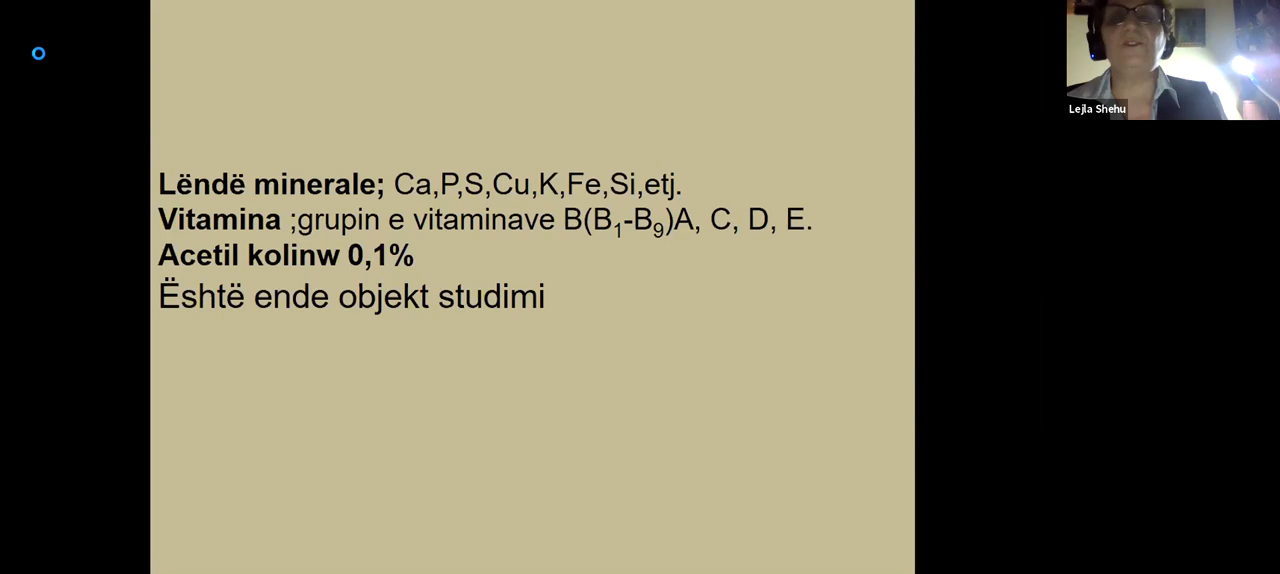 Lëndë minerale; Ca,P,S,Cu,K,Fe,Si,etj.
Vitamina ;grupin e vitaminave B(B₁-B₉)A, C, D, E.
Acetil kolinw 0,1%
Është ende objekt studimi
Lejla Shehu